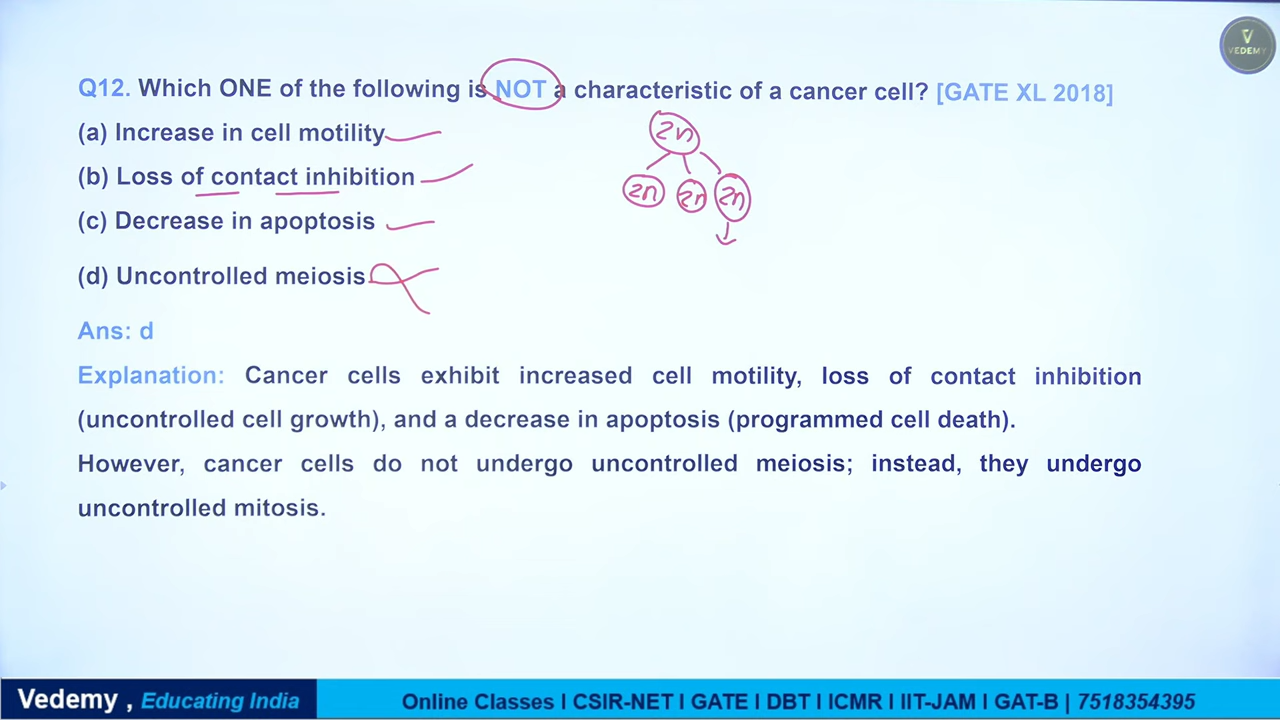 V
VEDEMY
Q12. Which ONE of the following is NOT a characteristic of a cancer cell? [GATE XL 2018]
(a) Increase in cell motility
2n
(b) Loss of contact inhibition
2n 2n 2n
(c) Decrease in apoptosis
(d) Uncontrolled meiosis
Ans: d
Explanation: Cancer cells exhibit increased cell motility, loss of contact inhibition
(uncontrolled cell growth), and a decrease in apoptosis (programmed cell death).
However, cancer cells do not undergo uncontrolled meiosis; instead, they undergo
uncontrolled mitosis.
Vedemy , Educating India
Online Classes I CSIR-NET I GATE I DBT I ICMR I IIT-JAM I GAT-B | 7518354395